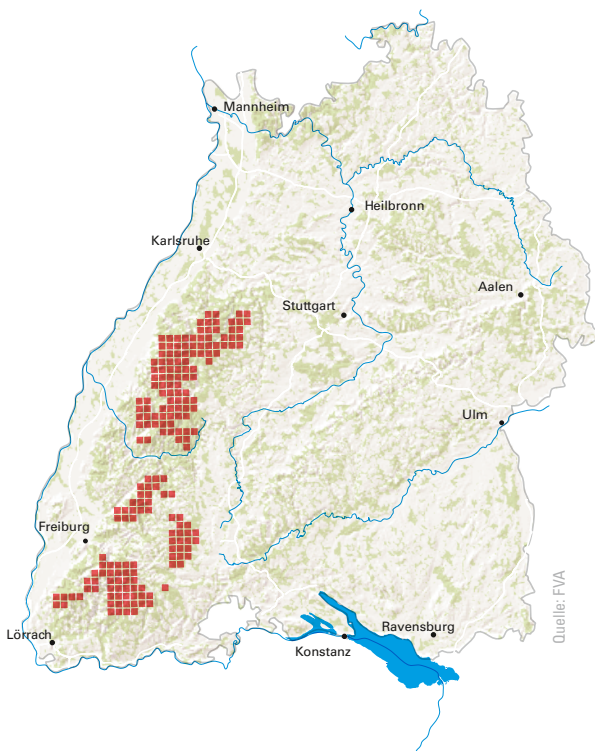 Mannheim
Heilbronn
Karlsruhe
Aalen
Stuttgart
Ulm
Freiburg
Quelle: FVA
Lörrach
Ravensburg
Konstanz